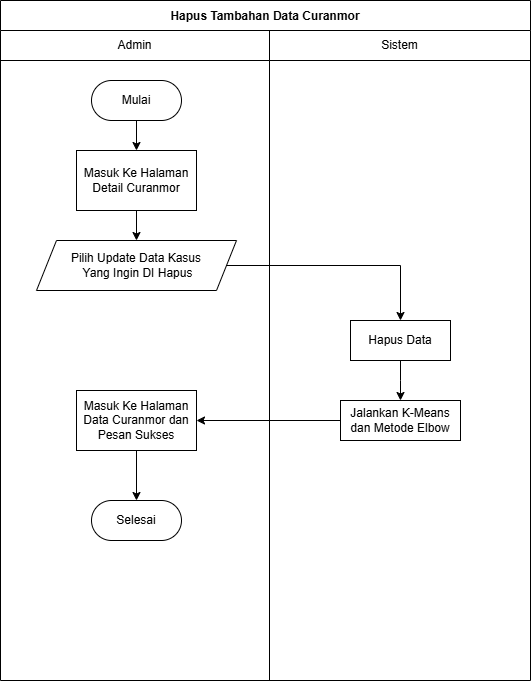 Hapus Tambahan Data Curanmor
Admin
Sistem
Mulai
Masuk Ke Halaman
Detail Curanmor
Pilih Update Data Kasus
Yang Ingin DI Hapus
Hapus Data
Jalankan K-Means
dan Metode Elbow
Masuk Ke Halaman
Data Curanmor dan
Pesan Sukses
Selesai